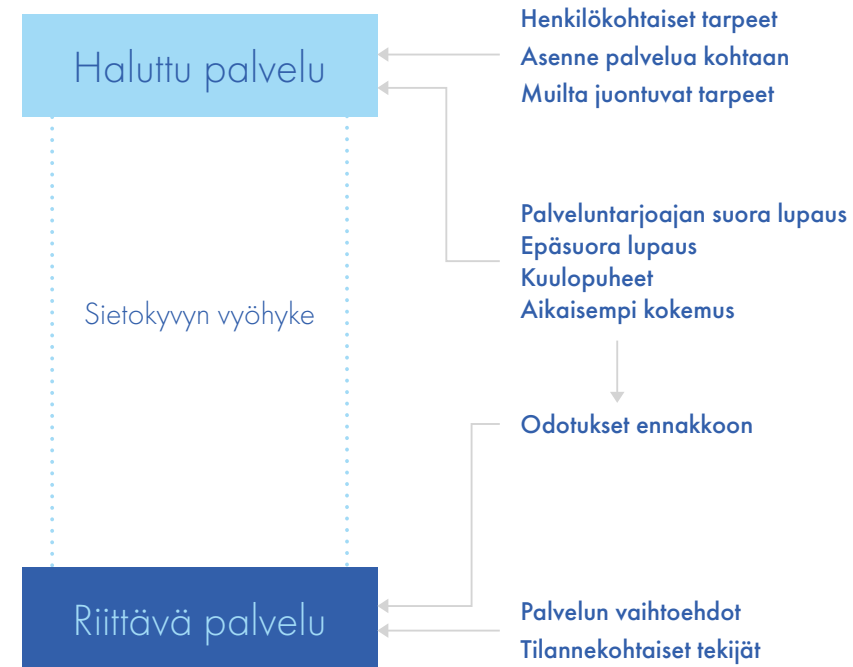 Haluttu palvelu
Henkilökohtaiset tarpeet
Asenne palvelua kohtaan
Muilta juontuvat tarpeet
Palveluntarjoajan suora lupaus
Epäsuora lupaus
Kuulopuheet
Aikaisempi kokemus
Sietokyvyn vyöhyke
Odotukset ennakkoon
Riittävä palvelu
Palvelun vaihtoehdot
Tilannekohtaiset tekijät